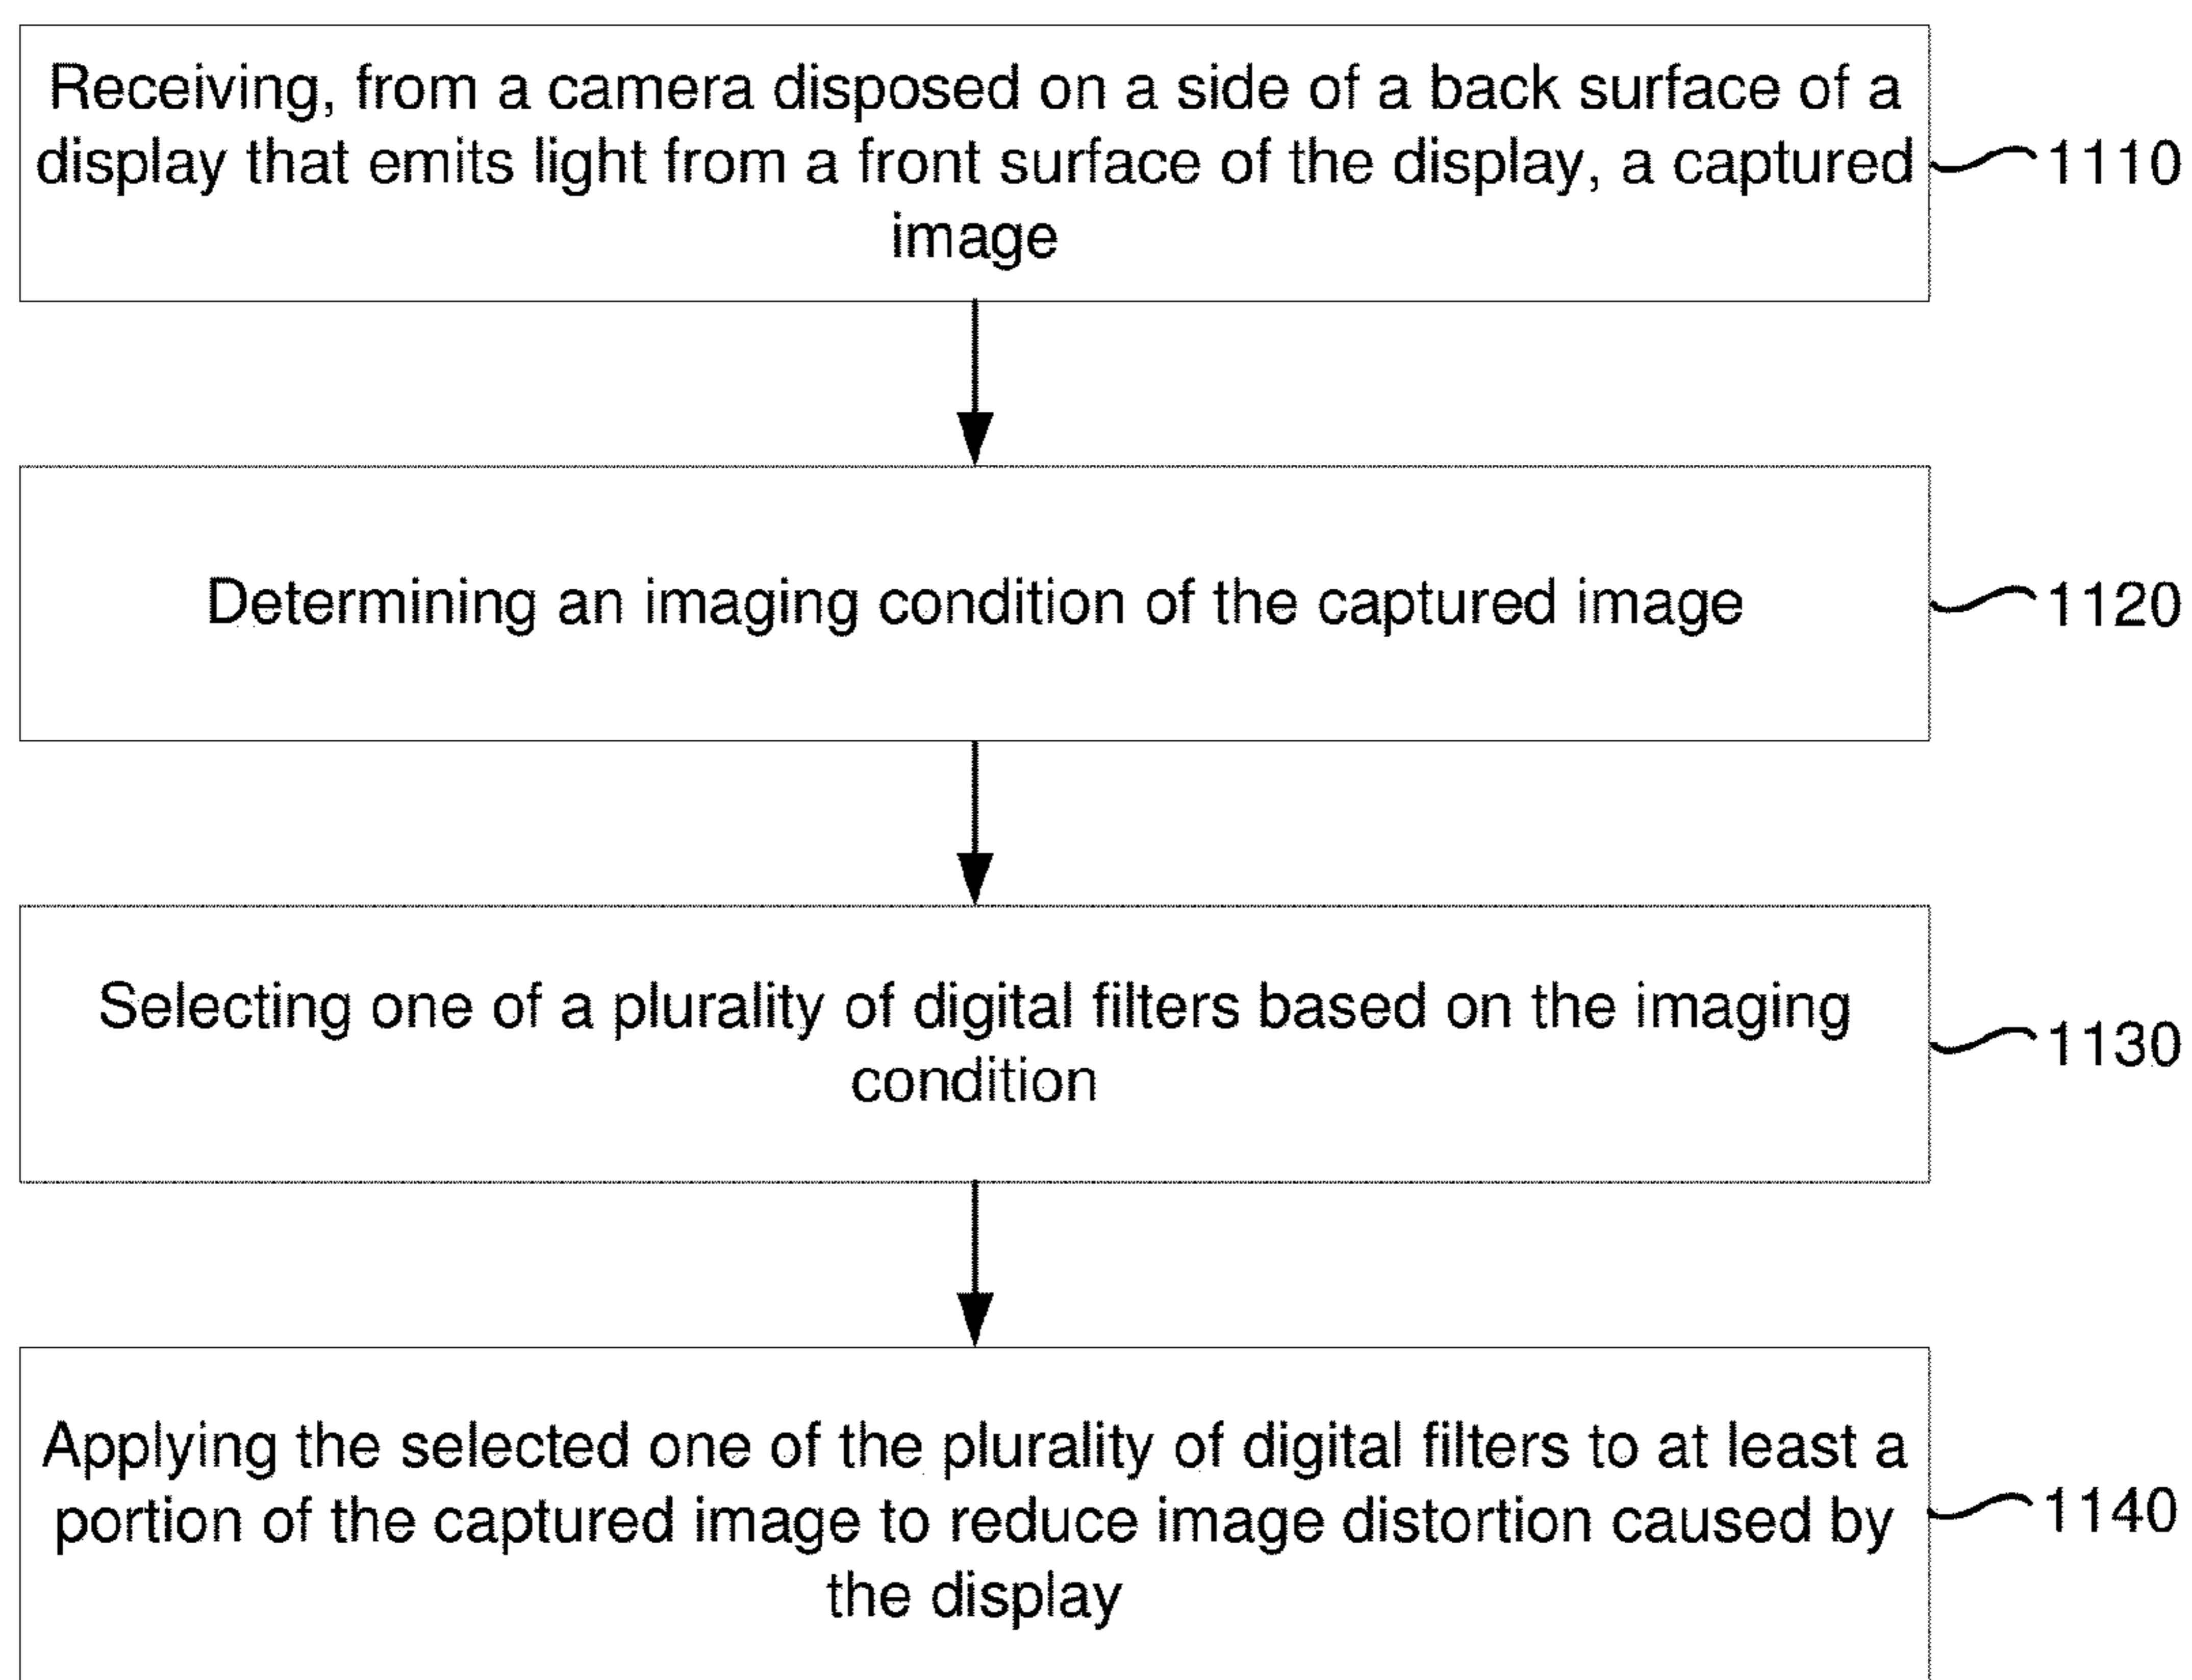 Receiving, from a camera disposed on a side of a back surface of a
display that emits light from a front surface of the display, a captured
image
1110
Determining an imaging condition of the captured image
1120
Selecting one of a plurality of digital filters based on the imaging
condition
1130
Applying the selected one of the plurality of digital filters to at least a
portion of the captured image to reduce image distortion caused by
the display
1140